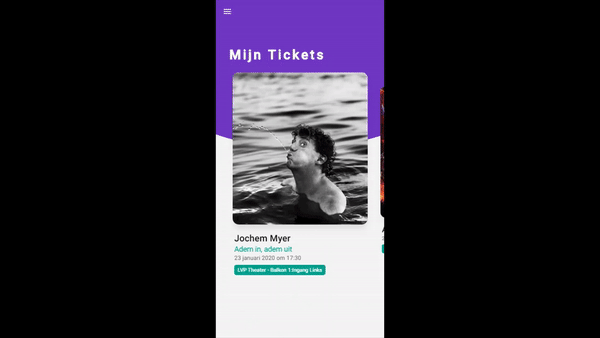 Mijn Tickets
Jochem Myer
Adem in, adem uit
23 januari 2020 om 17:30
LVP Theater - Balkon 1 Ingang Links